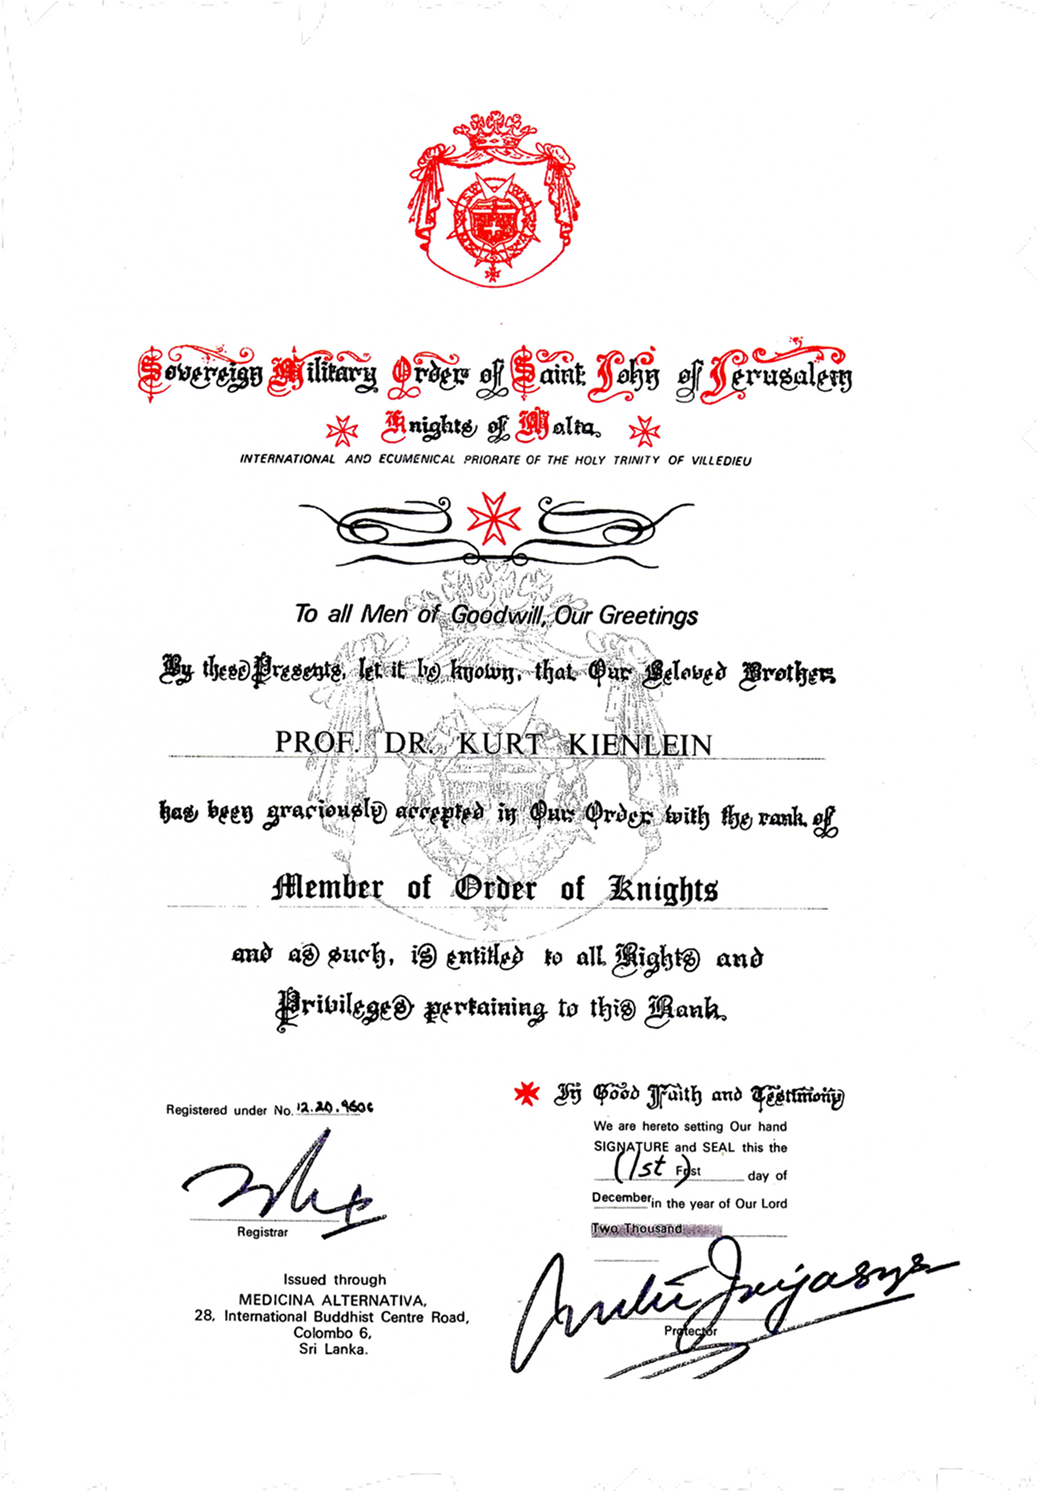 Sovereign Military Order of Saint John of Jerusalem
Knights of Malta
INTERNATIONAL AND ECUMENICAL PRIORATE OF THE HOLY TRINITY OF VILLEDIEU
To all Men of Goodwill, Our Greetings
By these Presents, let it be known, that Our Beloved Brother
PROF. DR. KURT KIENLEIN
has been graciously accepted in Our Order with the rank of
Member of Order of Knights
and as such, is entitled to all Rights and
Privileges pertaining to this Rank.
In Good Faith and Testimony
We are hereto setting Our hand
SIGNATURE and SEAL this the
(1st) First day of
December in the year of Our Lord
Two Thousand
Protector
Registered under No. 12.20.
Registrar
Issued through
MEDICINA ALTERNATIVA,
28, International Buddhist Centre Road,
Colombo 6,
Sri Lanka.